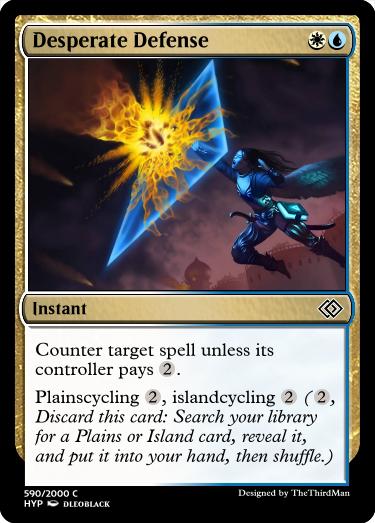 Desperate Defense
Instant
Counter target spell unless its
controller pays 2.
Plainscycling 2, islandcycling 2 (2,
Discard this card: Search your library
for a Plains or Island card, reveal it,
and put it into your hand, then shuffle.)
590/2000 C
HYP DLEOBLACK
Designed by TheThirdMan